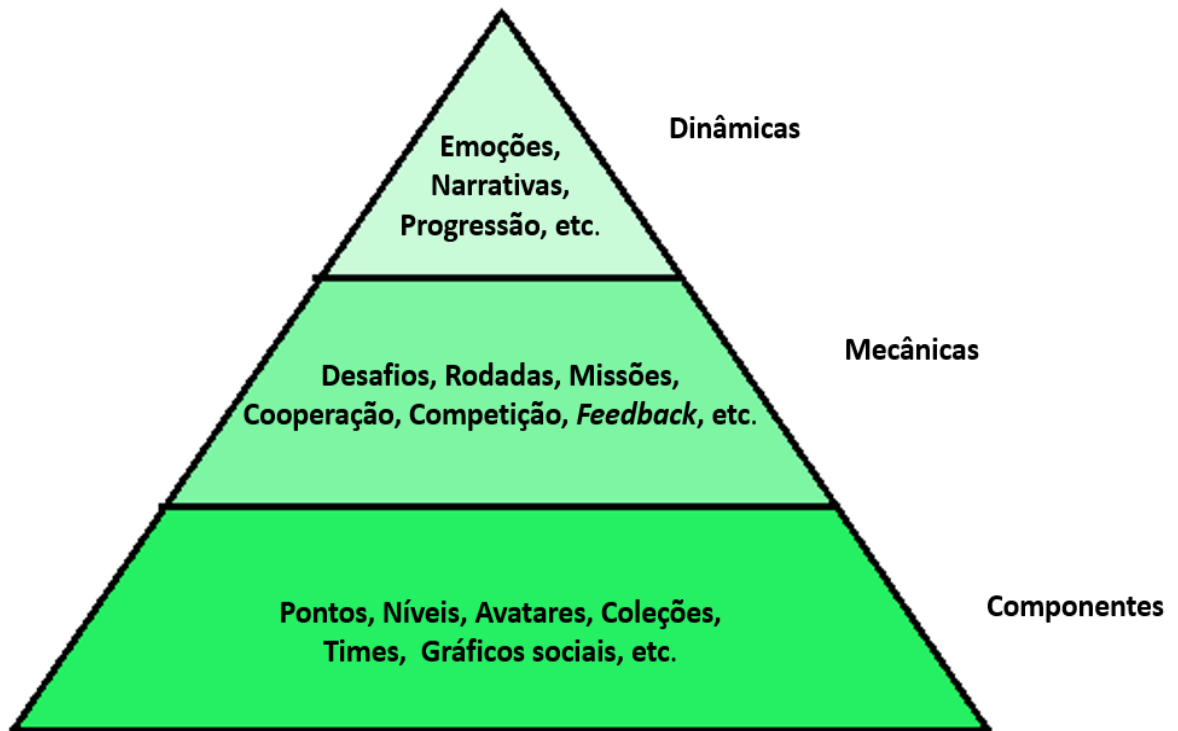 Dinâmicas
Emoções,
Narrativas,
Progressão, etc.
Mecânicas
Desafios, Rodadas, Missões,
Cooperação, Competição, Feedback, etc.
Componentes
Pontos, Níveis, Avatares, Coleções,
Times, Gráficos sociais, etc.